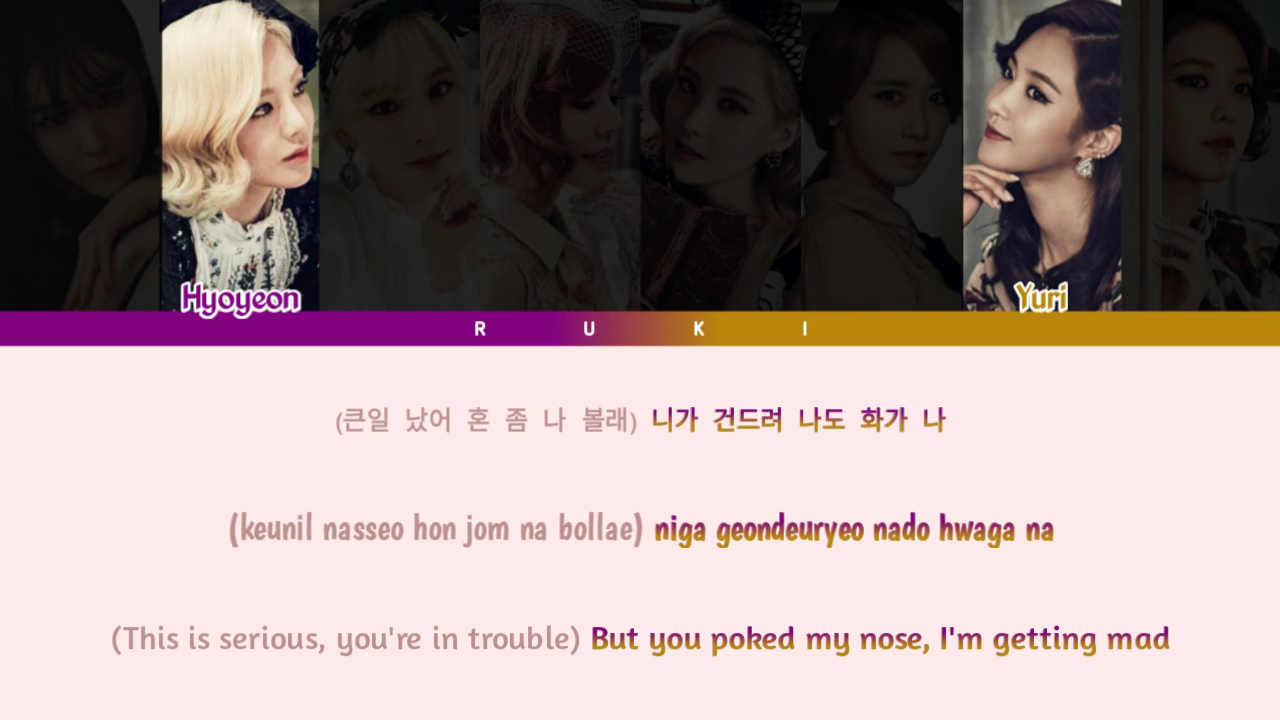 Hyoyeon
Yuri
R U K I
(큰일 났어 혼 좀 나 볼래) 니가 건드려 나도 화가 나
(keunil nasseo hon jom na bollae) niga geondeuryeo nado hwaga na
(This is serious, you're in trouble) But you poked my nose, I'm getting mad